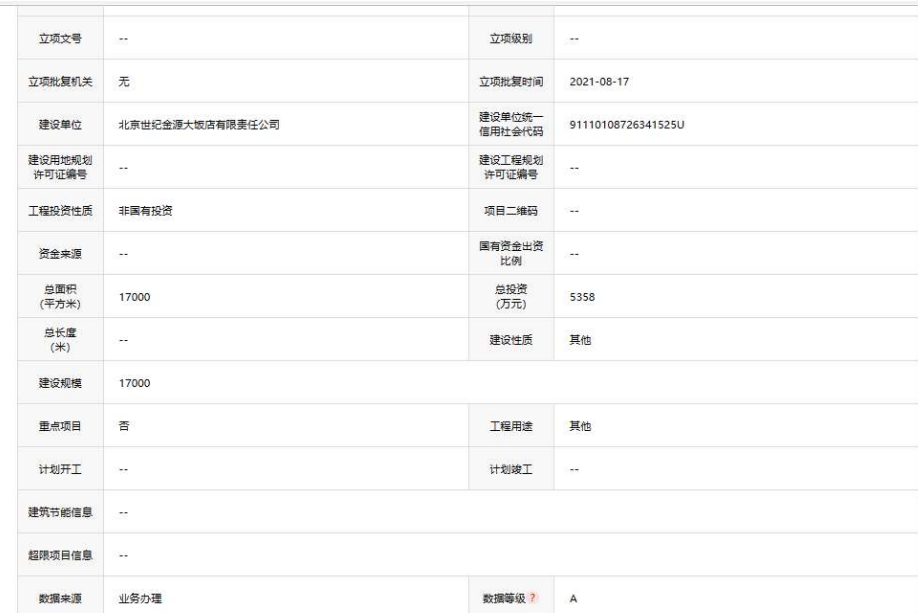 立项文号 -- 立项级别 --
立项批复机关 无 立项批复时间 2021-08-17
建设单位 北京世纪金源大饭店有限责任公司 建设单位统一
信用社会代码 91110108726341525U
建设用地规划
许可证编号 -- 建设工程规划
许可证编号 --
工程投资性质 非国有投资 项目二维码 --
资金来源 -- 国有资金出资
比例 --
总面积
(平方米) 17000 总投资
(万元) 5358
总长度
(米) -- 建设性质 其他
建设规模 17000
重点项目 否 工程用途 其他
计划开工 -- 计划竣工 --
建筑节能信息 --
超限项目信息 --
数据来源 业务办理 数据等级 ? A